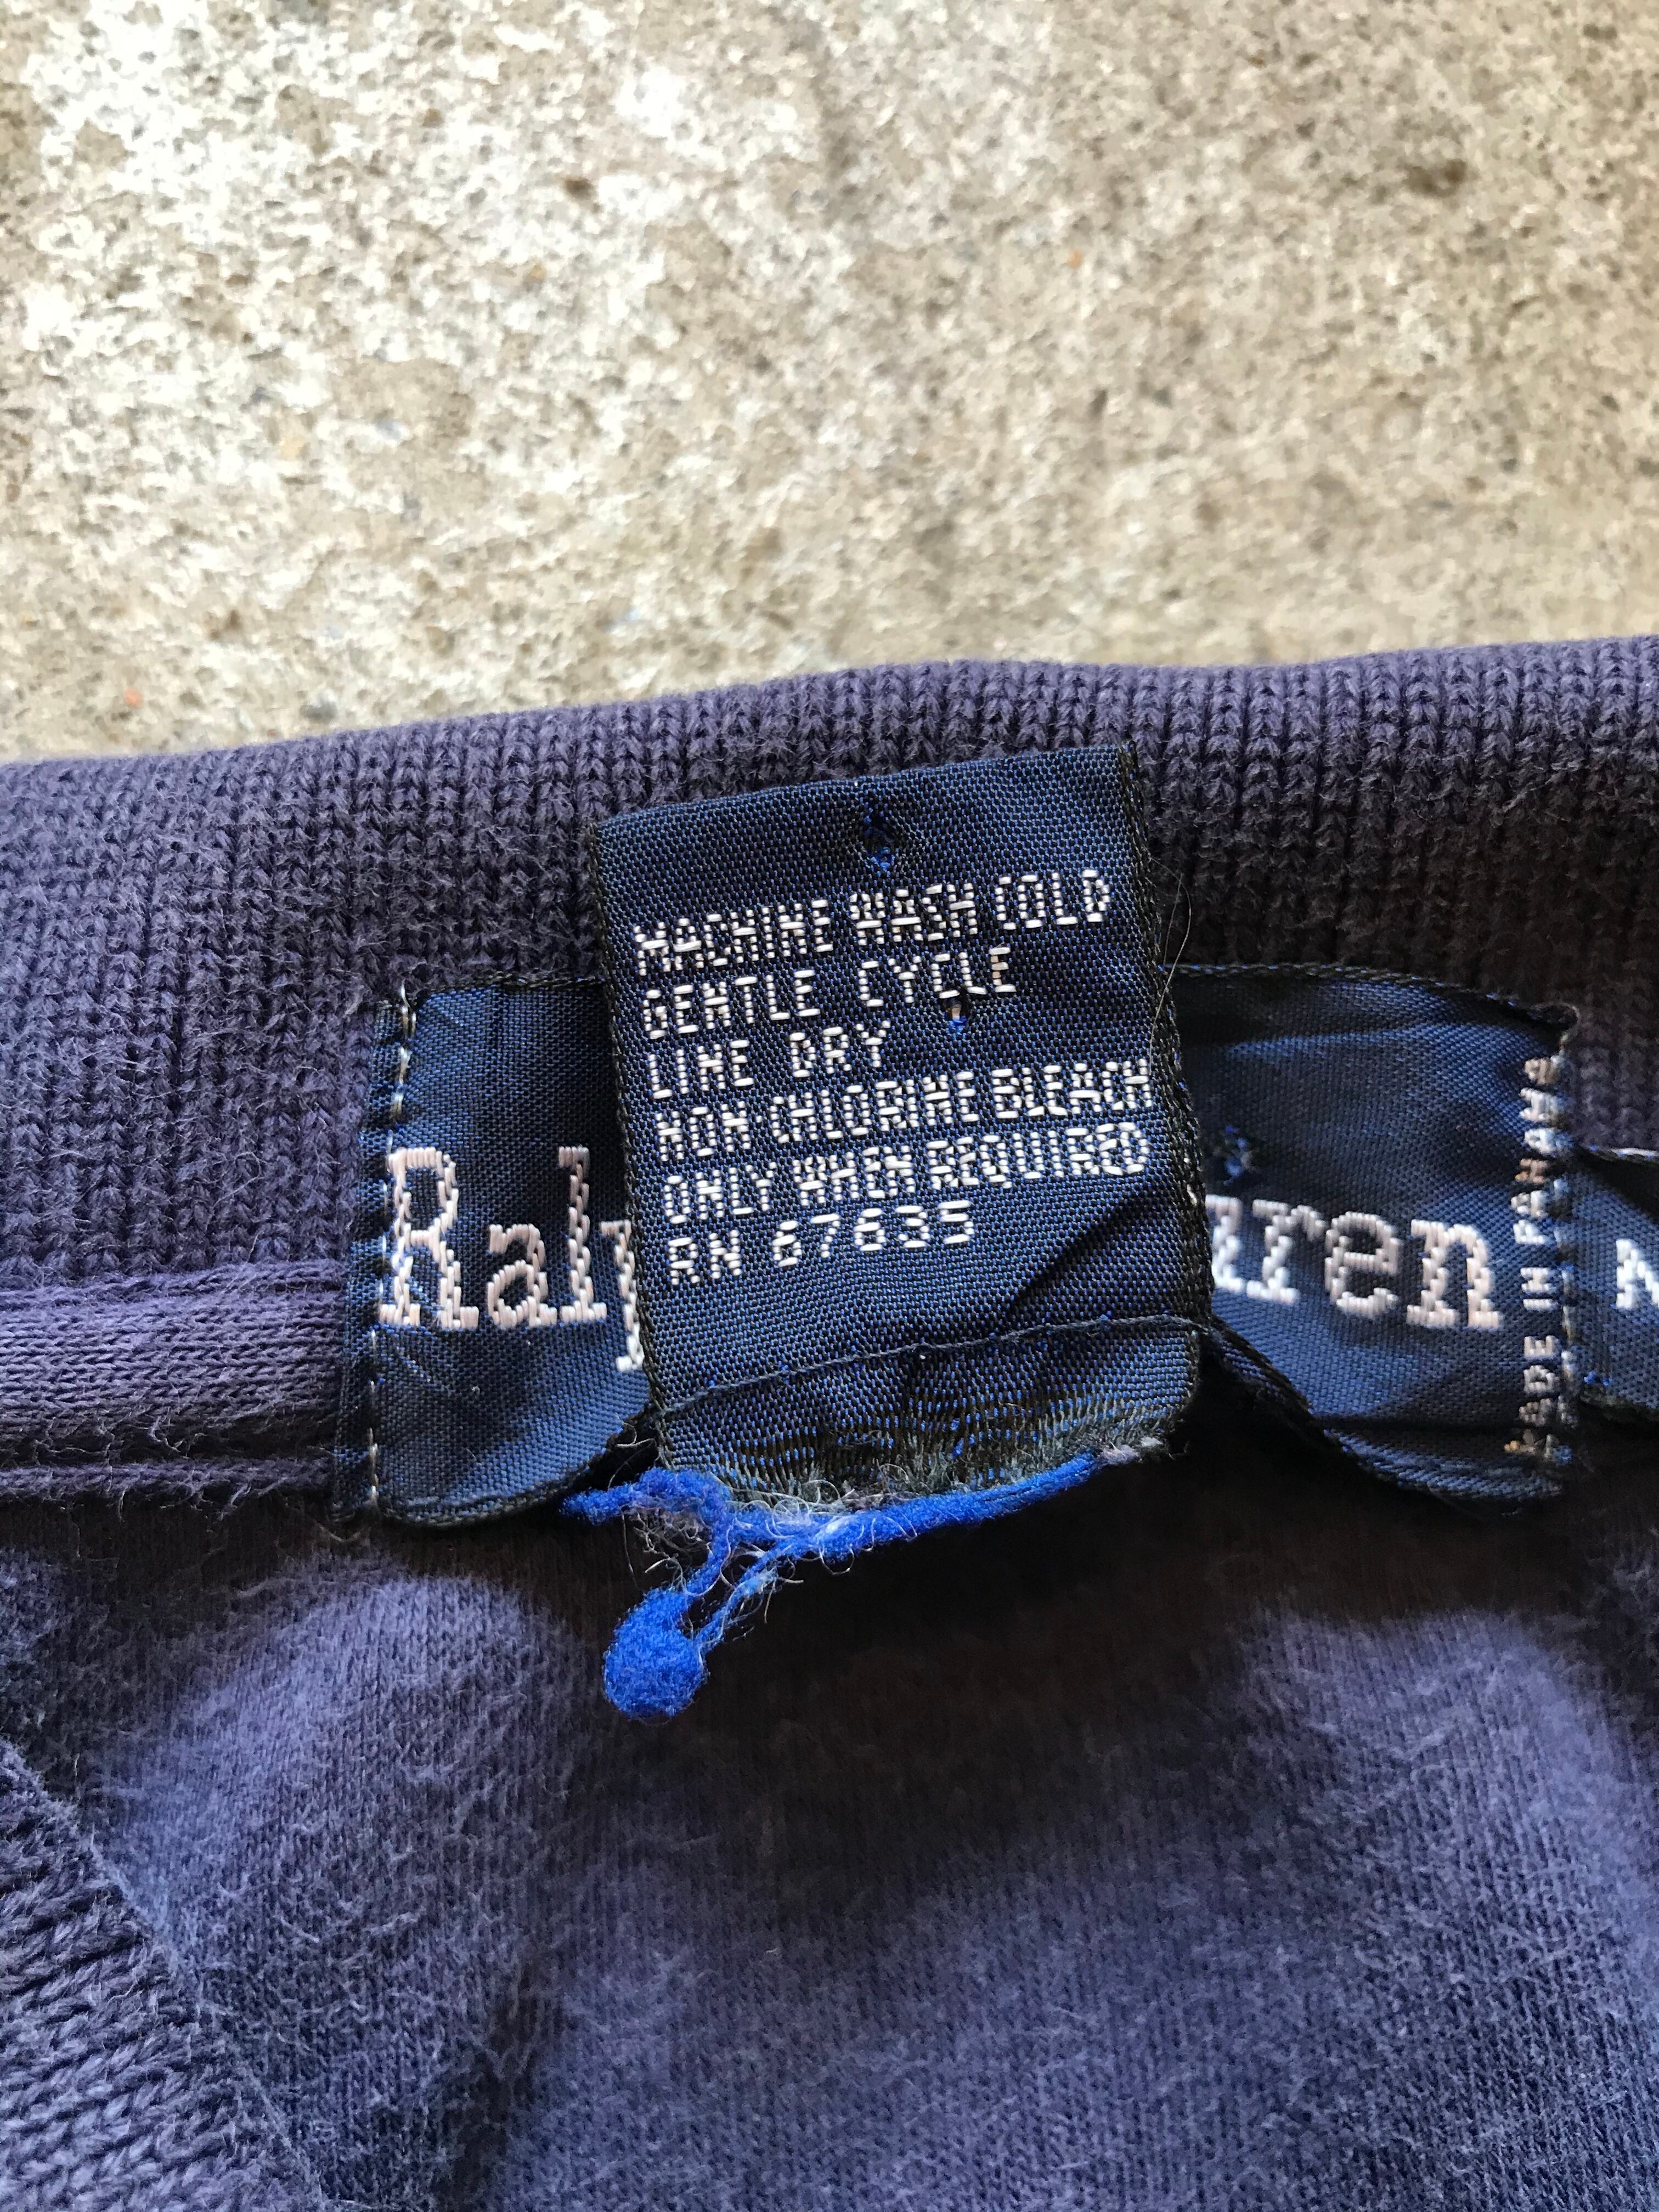 MACHINE WASH COLD
GENTLE CYCLE
LINE DRY
NON CHLORINE BLEACH
ONLY WHEN REQUIRED
RN 67635
Ral
uren
MADE IN PANAMA